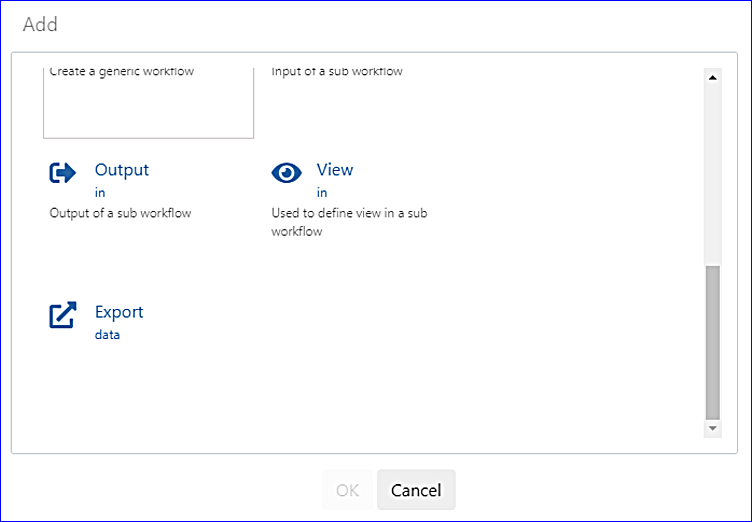 Add
Create a generic workflow
Input of a sub workflow
Output
in
Output of a sub workflow
View
in
Used to define view in a sub
workflow
Export
data
OK
Cancel